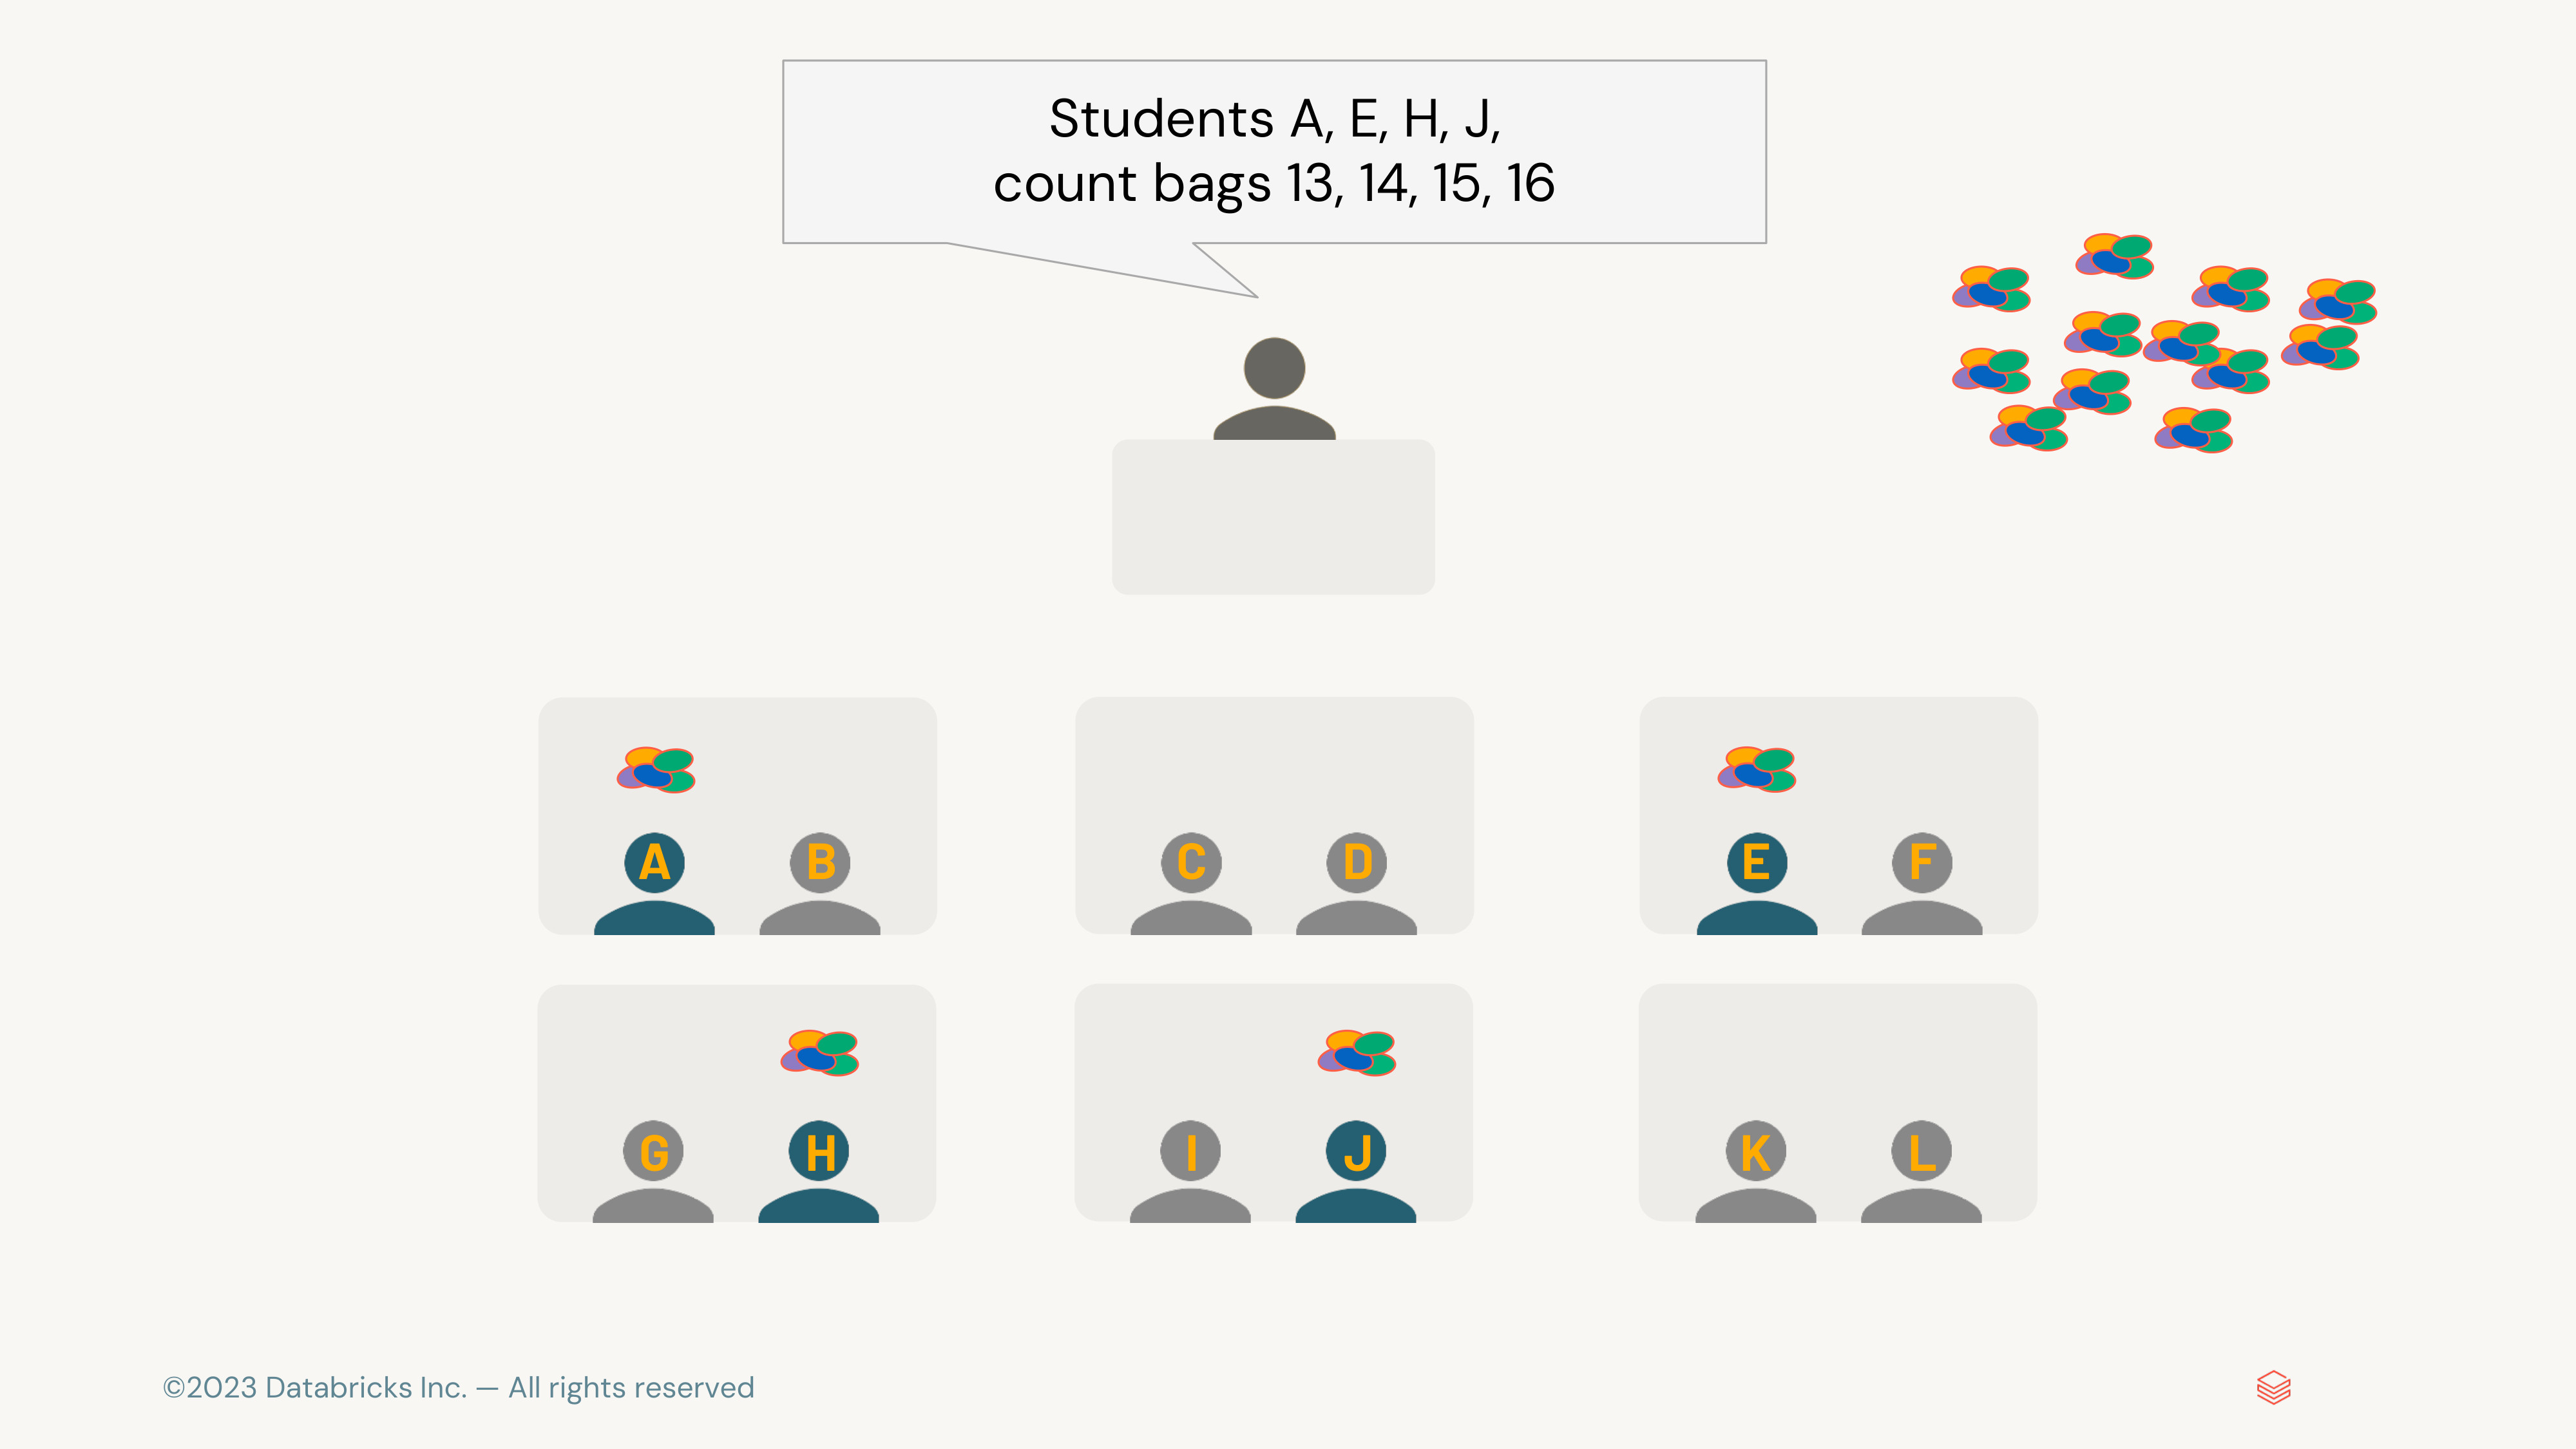 Students A, E, H, J,
count bags 13, 14, 15, 16
A B C D E F
G H I J K L
©2023 Databricks Inc. — All rights reserved